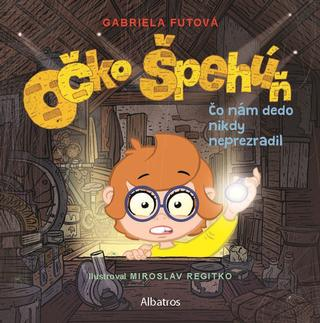 GABRIELA FUTOVÁ
Očko Špehúň
Čo nám dedo
nikdy
neprezradil
Ilustroval MIROSLAV REGITKO
Albatros